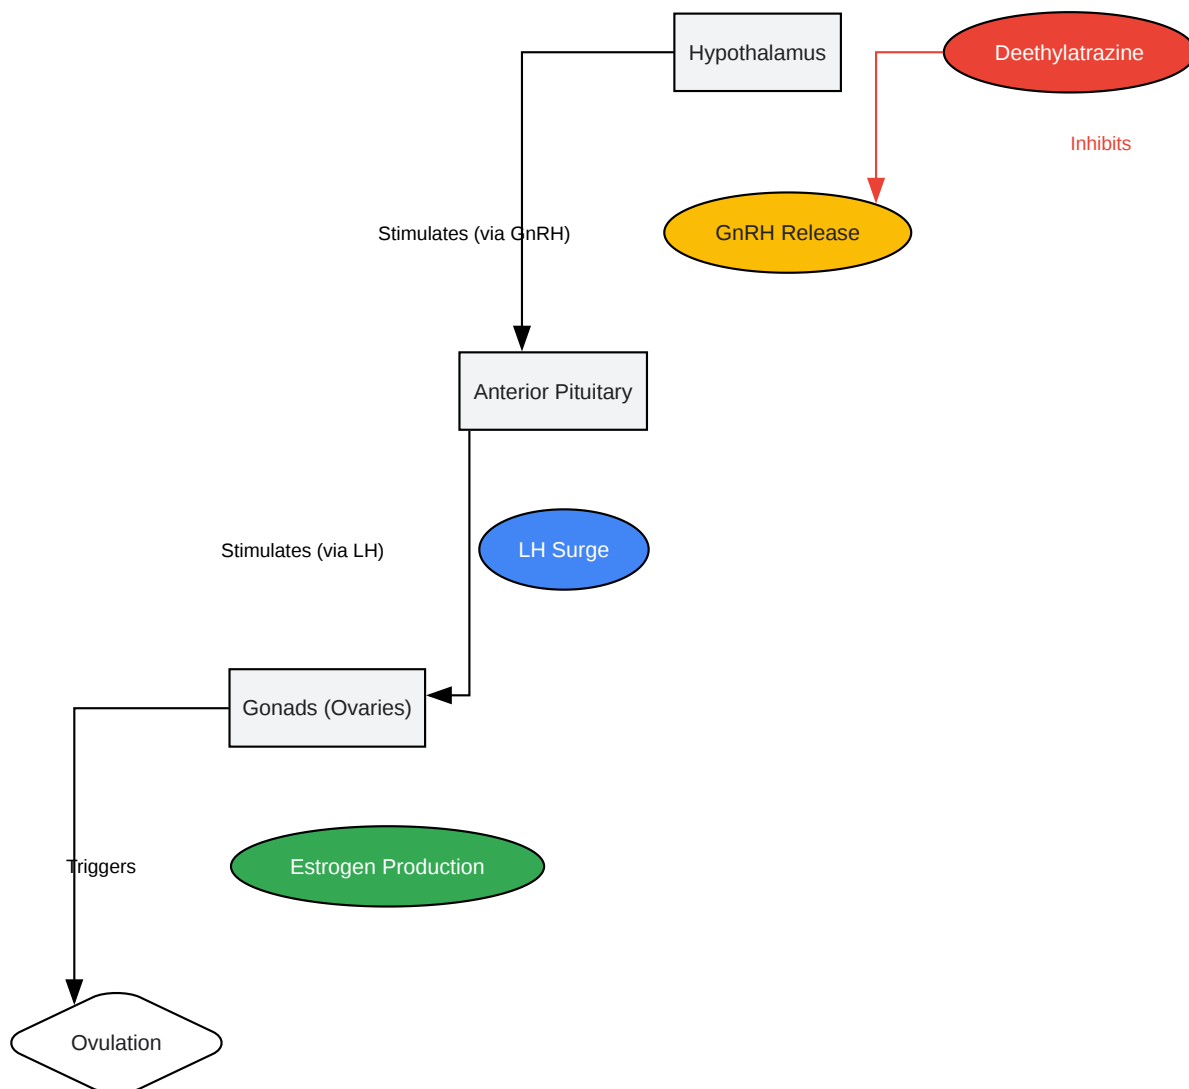 Hypothalamus
Deethylatrazine
Inhibits
Stimulates (via GnRH)
GnRH Release
Anterior Pituitary
Stimulates (via LH)
LH Surge
Gonads (Ovaries)
Triggers
Estrogen Production
Ovulation